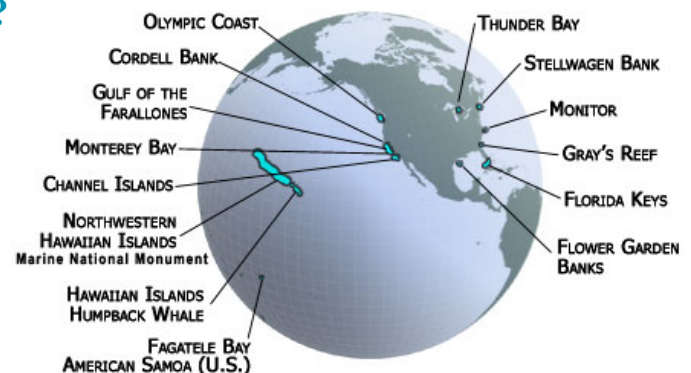 ?
OLYMPIC COAST
CORDELL BANK
GULF OF THE
FARALLONES
MONTEREY BAY
CHANNEL ISLANDS
NORTHWESTERN
HAWAIIAN ISLANDS
Marine National Monument
HAWAIIAN ISLANDS
HUMPBACK WHALE
FAGATELE BAY
AMERICAN SAMOA (U.S.)
THUNDER BAY
STELLWAGEN BANK
MONITOR
GRAY'S REEF
FLORIDA KEYS
FLOWER GARDEN
BANKS